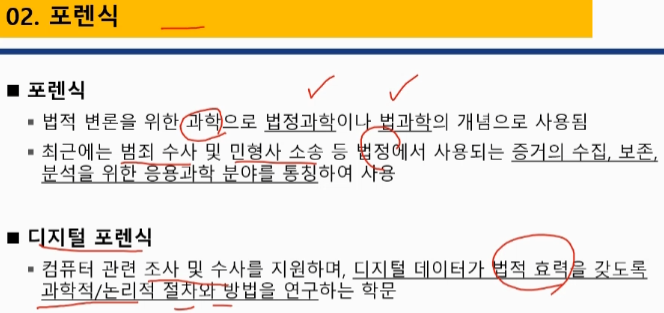 02. 포렌식
■ 포렌식
▪ 법적 변론을 위한 과학으로 법정과학이나 법과학의 개념으로 사용됨
▪ 최근에는 범죄 수사 및 민형사 소송 등 법정에서 사용되는 증거의 수집, 보존,
분석을 위한 응용과학 분야를 통칭하여 사용
■ 디지털 포렌식
▪ 컴퓨터 관련 조사 및 수사를 지원하며, 디지털 데이터가 법적 효력을 갖도록
과학적/논리적 절차와 방법을 연구하는 학문